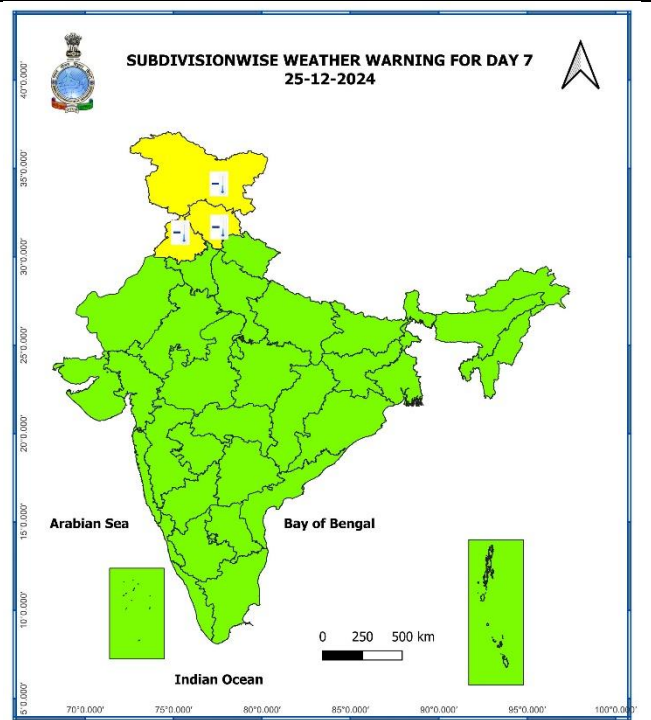 SUBDIVISIONWISE WEATHER WARNING FOR DAY 7
25-12-2024
40°0.000'
35°0.000'
30°0.000'
25°0.000'
20°0.000'
15°0.000'
10°0.000'
5°0.000'
Arabian Sea
Bay of Bengal
0 250 500 km
Indian Ocean
70°0.000' 75°0.000' 80°0.000' 85°0.000' 90°0.000' 95°0.000' 100°0.000'